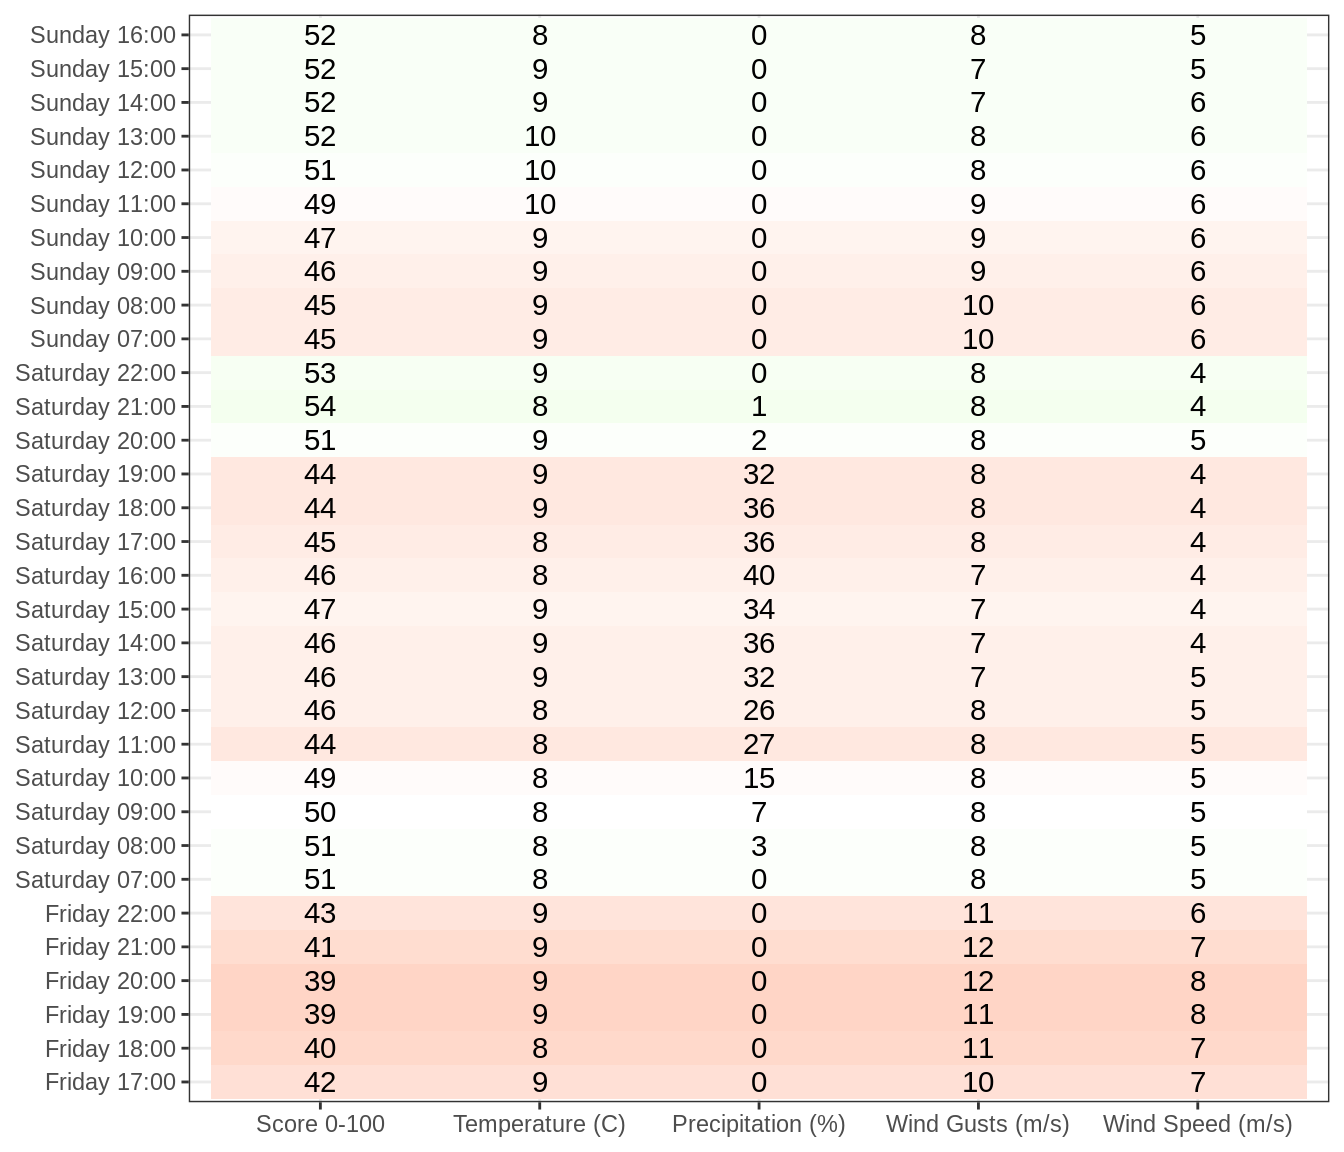 Sunday 16:00 52 8 0 8 5
Sunday 15:00 52 9 0 7 5
Sunday 14:00 52 9 0 7 6
Sunday 13:00 52 10 0 8 6
Sunday 12:00 51 10 0 8 6
Sunday 11:00 49 10 0 9 6
Sunday 10:00 47 9 0 9 6
Sunday 09:00 46 9 0 9 6
Sunday 08:00 45 9 0 10 6
Sunday 07:00 45 9 0 10 6
Saturday 22:00 53 9 0 8 4
Saturday 21:00 54 8 1 8 4
Saturday 20:00 51 9 2 8 5
Saturday 19:00 44 9 32 8 4
Saturday 18:00 44 9 36 8 4
Saturday 17:00 45 8 36 8 4
Saturday 16:00 46 8 40 7 4
Saturday 15:00 47 9 34 7 4
Saturday 14:00 46 9 36 7 4
Saturday 13:00 46 9 32 7 5
Saturday 12:00 46 8 26 8 5
Saturday 11:00 44 8 27 8 5
Saturday 10:00 49 8 15 8 5
Saturday 09:00 50 8 7 8 5
Saturday 08:00 51 8 3 8 5
Saturday 07:00 51 8 0 8 5
Friday 22:00 43 9 0 11 6
Friday 21:00 41 9 0 12 7
Friday 20:00 39 9 0 12 8
Friday 19:00 39 9 0 11 8
Friday 18:00 40 8 0 11 7
Friday 17:00 42 9 0 10 7
Score 0-100 Temperature (C) Precipitation (%) Wind Gusts (m/s) Wind Speed (m/s)